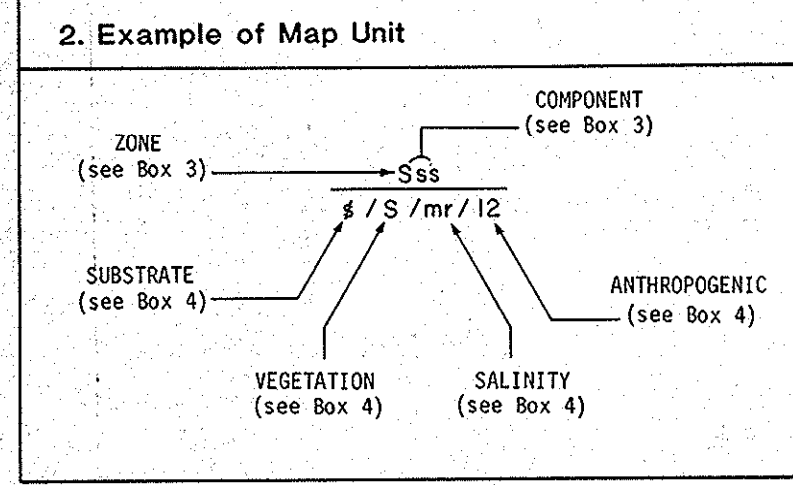 2. Example of Map Unit
COMPONENT
(see Box 3)
ZONE
(see Box 3)
Sss
$ / S / mr / 12
SUBSTRATE
(see Box 4)
ANTHROPOGENIC
(see Box 4)
VEGETATION
(see Box 4)
SALINITY
(see Box 4)